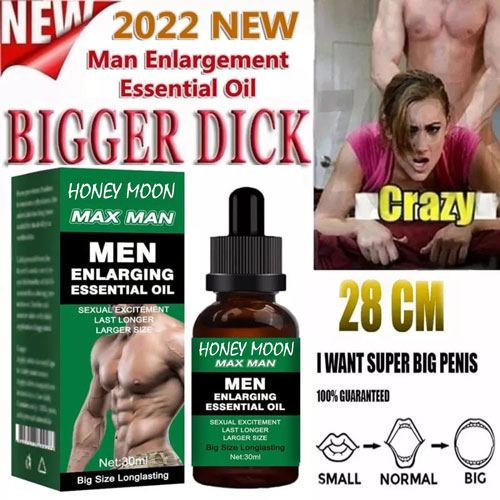 NEW
2022 NEW
Man Enlargement
Essential Oil
BIGGER DICK
HONEY MOON
MAX MAN
MEN
ENLARGING
ESSENTIAL OIL
SEXUAL EXCITEMENT
LAST LONGER
LARGER SIZE
Net:30ml
Big Size Longlasting
HONEY MOON
MAX MAN
MEN
ENLARGING
ESSENTIAL OIL
SEXUAL EXCITEMENT
LAST LONGER
LARGER SIZE
Big Size Longlasting
Net:30ml
Crazy
28 CM
I WANT SUPER BIG PENIS
100% GUARANTEED
SMALL NORMAL BIG